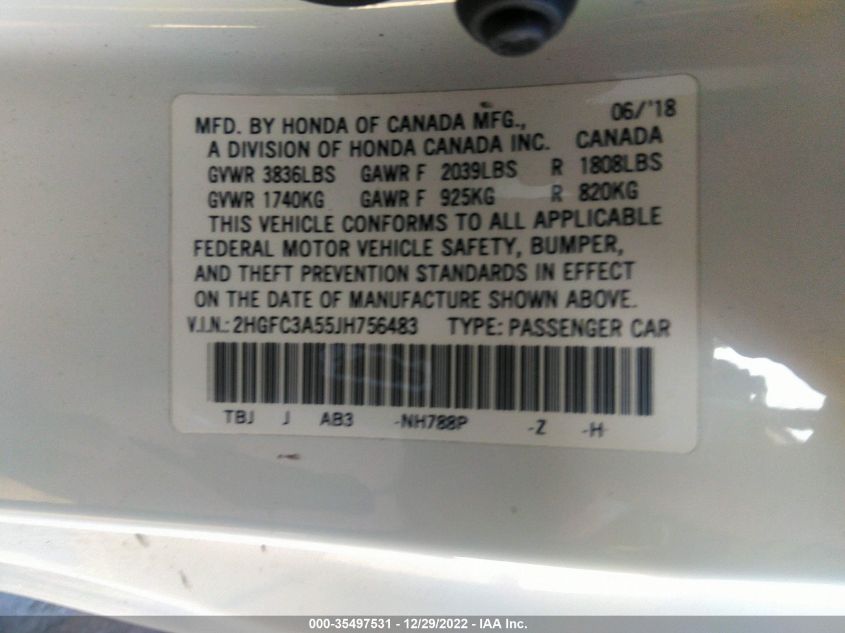 06/'18
MFD. BY HONDA OF CANADA MFG.,
A DIVISION OF HONDA CANADA INC. CANADA
GVWR 3836LBS GAWR F 2039LBS R 1808LBS
GVWR 1740KG GAWR F 925KG R 820KG
THIS VEHICLE CONFORMS TO ALL APPLICABLE
FEDERAL MOTOR VEHICLE SAFETY, BUMPER,
AND THEFT PREVENTION STANDARDS IN EFFECT
ON THE DATE OF MANUFACTURE SHOWN ABOVE.
V.I.N.: 2HGFC3A55JH756483 TYPE: PASSENGER CAR
TBJ J AB3 -NH788P -Z -H-
000-35497531 - 12/29/2022 - IAA Inc.